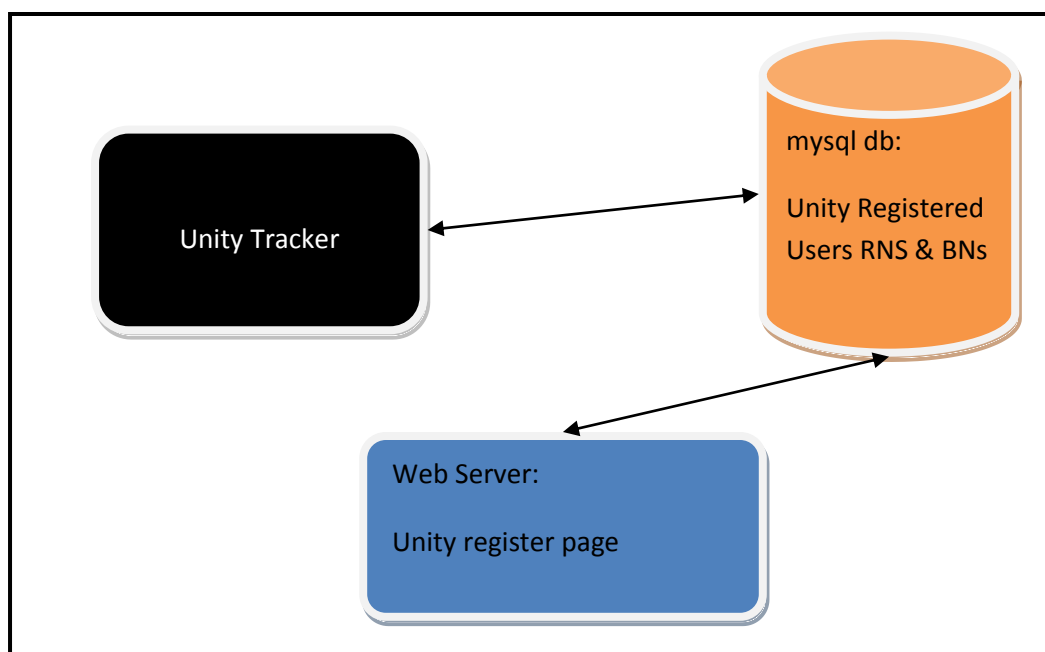 Unity Tracker
mysql db:
Unity Registered
Users RNS & BNs
Web Server:
Unity register page